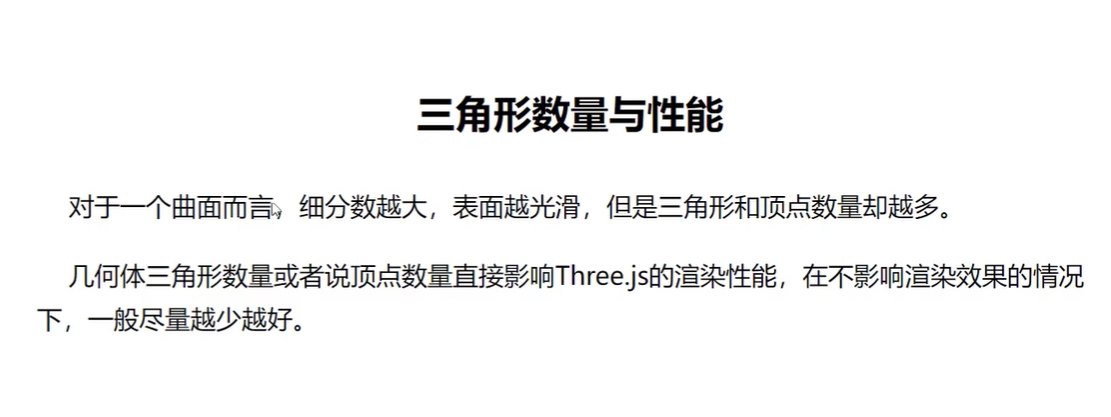 三角形数量与性能
对于一个曲面而言，细分数越大，表面越光滑，但是三角形和顶点数量却越多。
几何体三角形数量或者说顶点数量直接影响Three.js的渲染性能，在不影响渲染效果的情况
下，一般尽量越少越好。